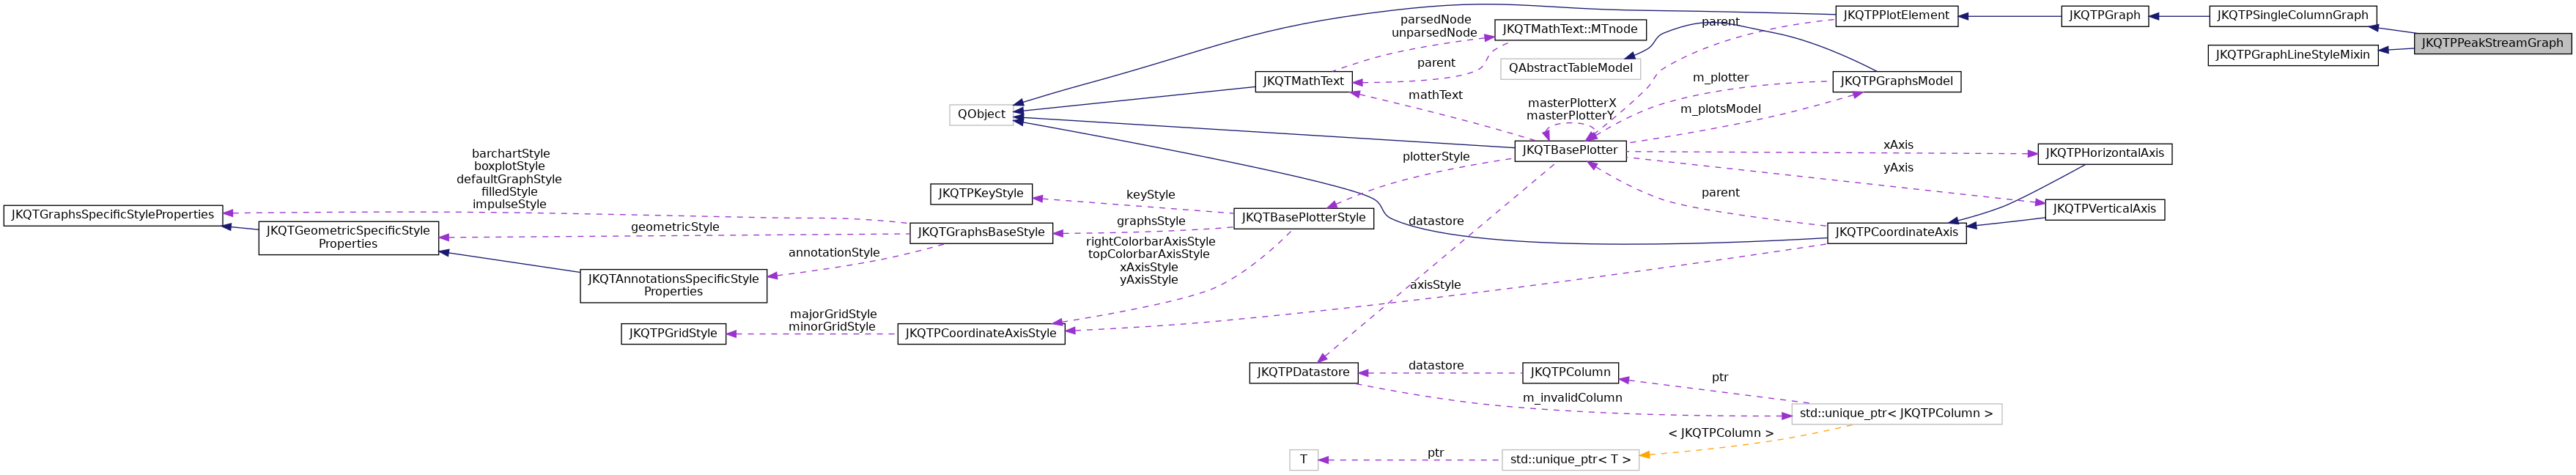 parsedNode
unparsedNode
JKQTMathText::MTnode
parent
JKQTPPlotElement
JKQTPGraph
JKQTPSingleColumnGraph
JKQTPPeakStreamGraph
JKQTPGraphLineStyleMixin
parent
QAbstractTableModel
JKQTMathText
m_plotter
JKQTPGraphsModel
mathText
masterPlotterX
masterPlotterY
m_plotsModel
QObject
JKQTBasePlotter
xAxis
JKQTPHorizontalAxis
plotterStyle
yAxis
barchartStyle
boxplotStyle
defaultGraphStyle
filledStyle
impulseStyle
JKQTPKeyStyle
keyStyle
parent
JKQTPVerticalAxis
JKQTGraphsSpecificStyleProperties
JKQTBasePlotterStyle
datastore
JKQTGeometricSpecificStyle
Properties
geometricStyle
JKQTGraphsBaseStyle
graphsStyle
JKQTPCoordinateAxis
rightColorbarAxisStyle
topColorbarAxisStyle
xAxisStyle
yAxisStyle
annotationStyle
JKQTAnnotationsSpecificStyle
Properties
axisStyle
majorGridStyle
minorGridStyle
JKQTPGridStyle
JKQTPCoordinateAxisStyle
JKQTPDatastore
datastore
JKQTPColumn
ptr
m_invalidColumn
std::unique_ptr< JKQTPColumn >
< JKQTPColumn >
T
ptr
std::unique_ptr< T >